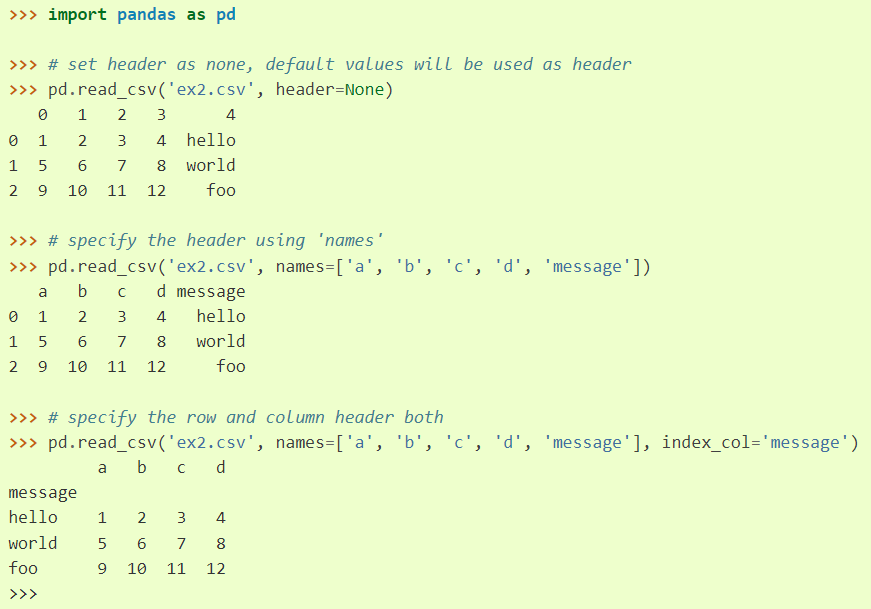 >>> import pandas as pd
>>> # set header as none, default values will be used as header
>>> pd.read_csv('ex2.csv', header=None)
   0   1   2   3      4
0  1   2   3   4  hello
1  5   6   7   8  world
2  9  10  11  12    foo
>>> # specify the header using 'names'
>>> pd.read_csv('ex2.csv', names=['a', 'b', 'c', 'd', 'message'])
   a   b   c   d message
0  1   2   3   4   hello
1  5   6   7   8   world
2  9  10  11  12     foo
>>> # specify the row and column header both
>>> pd.read_csv('ex2.csv', names=['a', 'b', 'c', 'd', 'message'], index_col='message')
         a   b   c   d
message
hello    1   2   3   4
world    5   6   7   8
foo      9  10  11  12
>>>